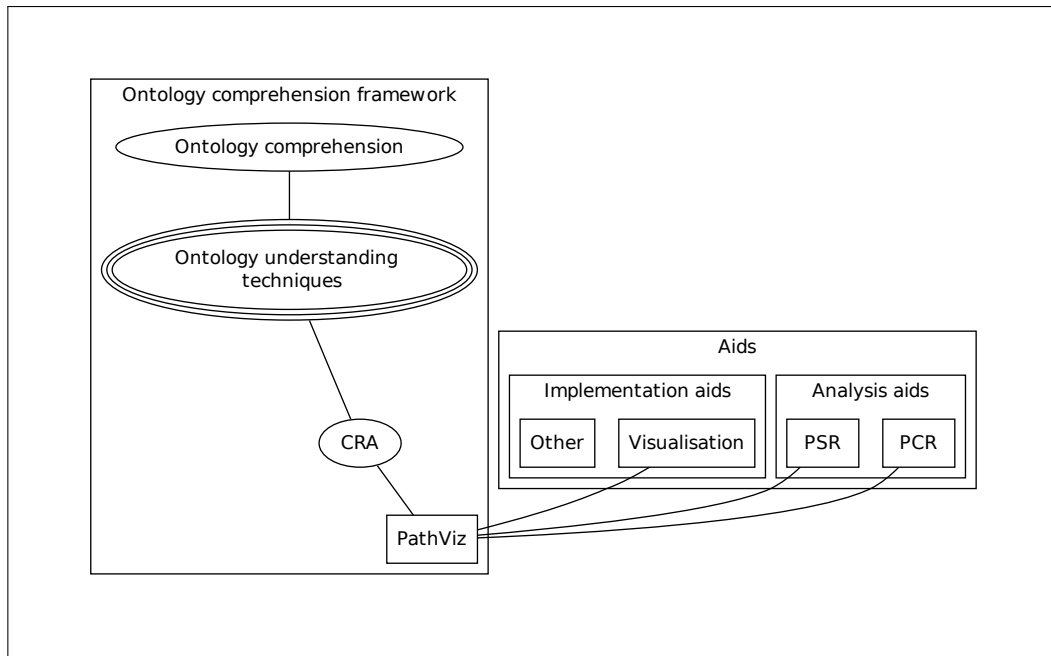 Ontology comprehension framework
Ontology comprehension
Ontology understanding
techniques
CRA
PathViz
Aids
Implementation aids
Other
Visualisation
Analysis aids
PSR
PCR